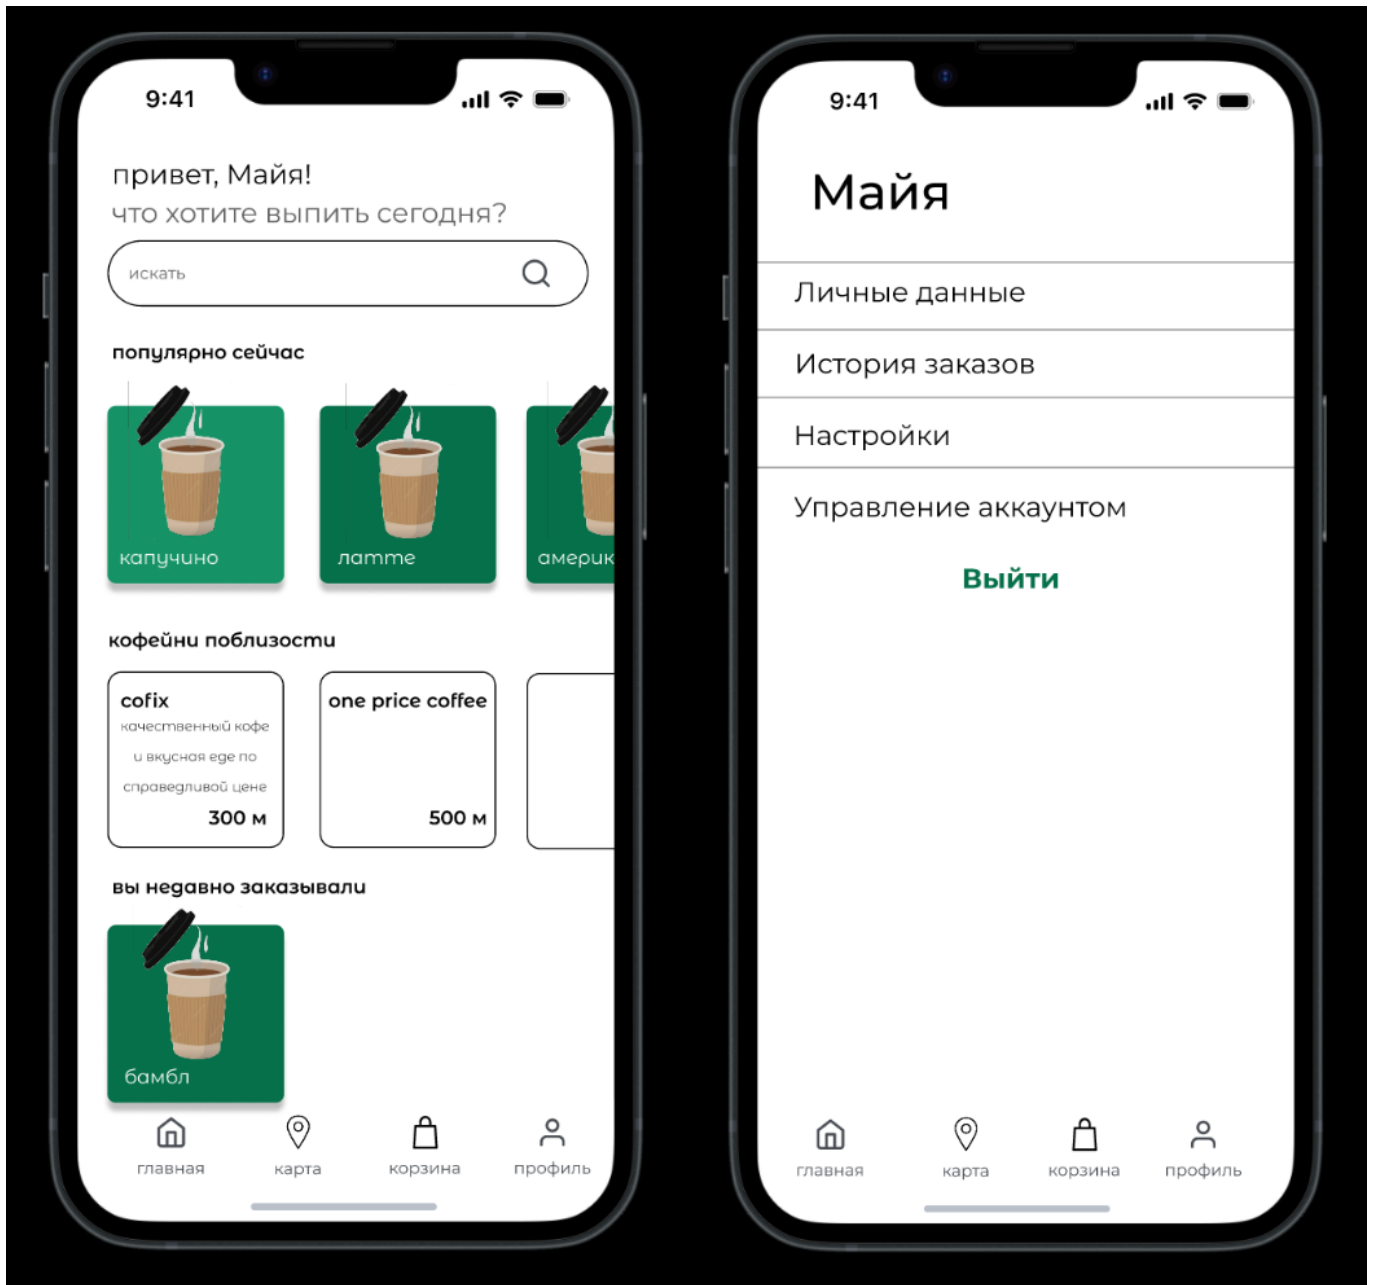 9:41
привет, Майя!
что хотите выпить сегодня?
искать
популярно сейчас
капучино
латте
америк
кофейни поблизости
cofix
качественный кофе
и вкусная еде по
справедливой цене
300 м
one price coffee
500 м
вы недавно заказывали
бамбл
главная
карта
корзина
профиль
9:41
Майя
Личные данные
История заказов
Настройки
Управление аккаунтом
Выйти
главная
карта
корзина
профиль